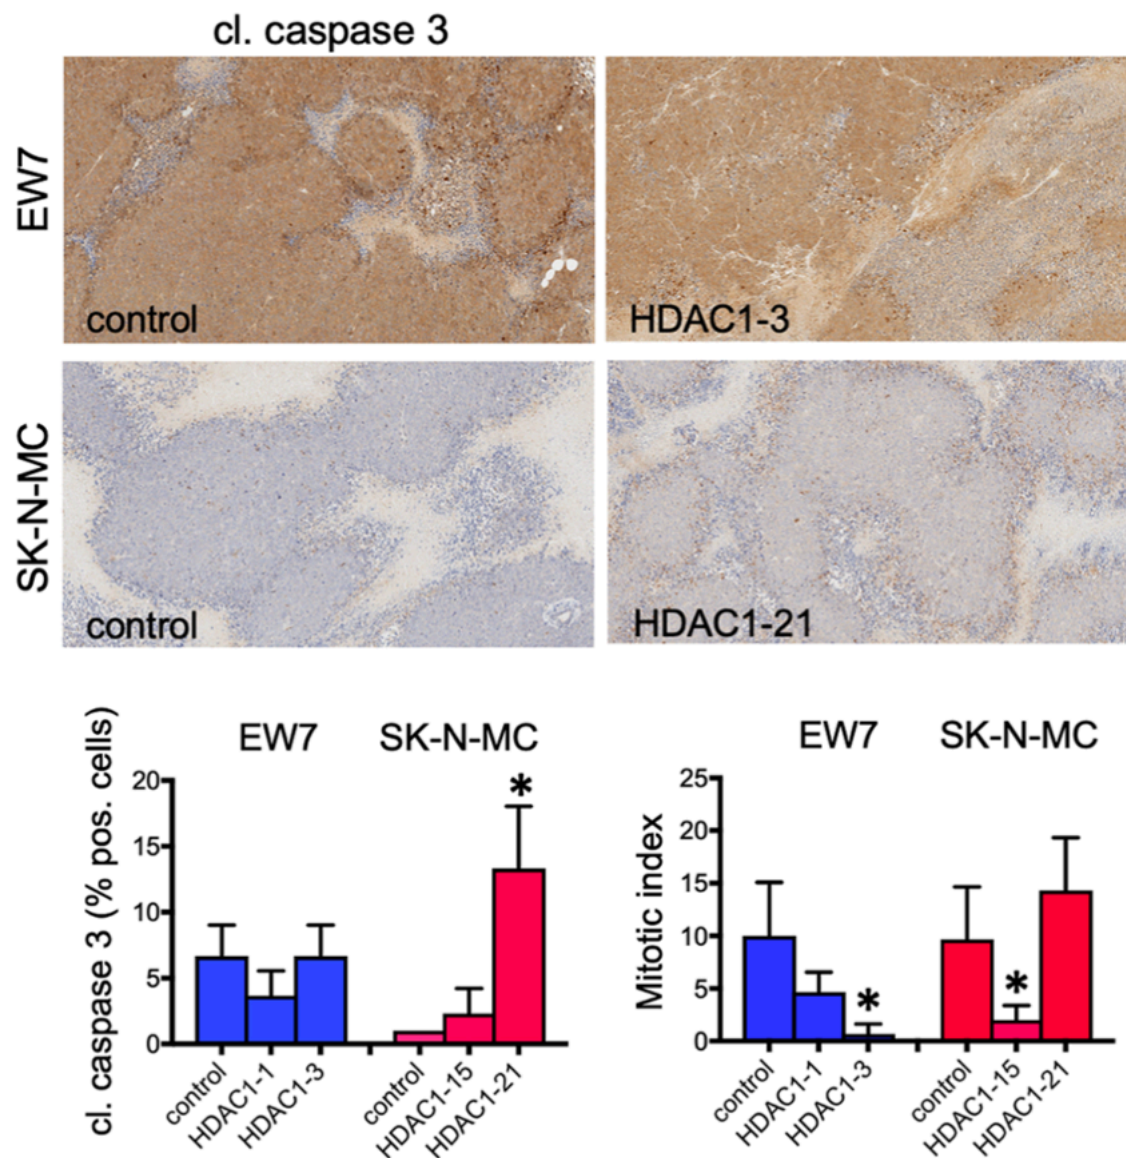 cl. caspase 3
EW7
control
HDAC1-3
SK-N-MC
control
HDAC1-21
EW7 SK-N-MC
cl. caspase 3 (% pos. cells)
20
15
10
5
0
*
control
HDAC1-1
HDAC1-3
control
HDAC1-15
HDAC1-21
EW7 SK-N-MC
Mitotic index
25
20
15
10
5
0
*
*
control
HDAC1-1
HDAC1-3
control
HDAC1-15
HDAC1-21